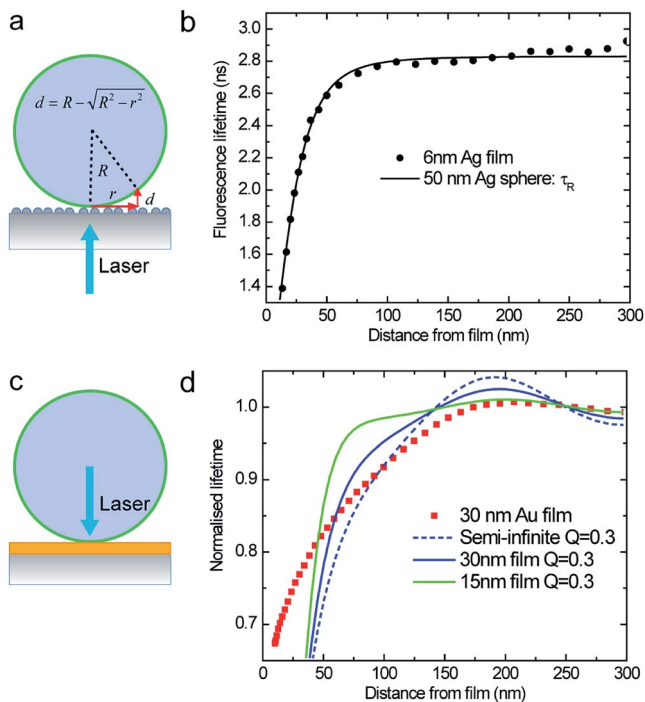 a
d = R − √R² − r²
R
r
d
Laser
b
Fluorescence lifetime (ns)
3.0
2.8
2.6
2.4
2.2
2.0
1.8
1.6
1.4
6nm Ag film
50 nm Ag sphere: τR
0 50 100 150 200 250 300
Distance from film (nm)
c
Laser
d
Normalised lifetime
1.0
0.9
0.8
0.7
30 nm Au film
Semi-infinite Q=0.3
30nm film Q=0.3
15nm film Q=0.3
0 50 100 150 200 250 300
Distance from film (nm)